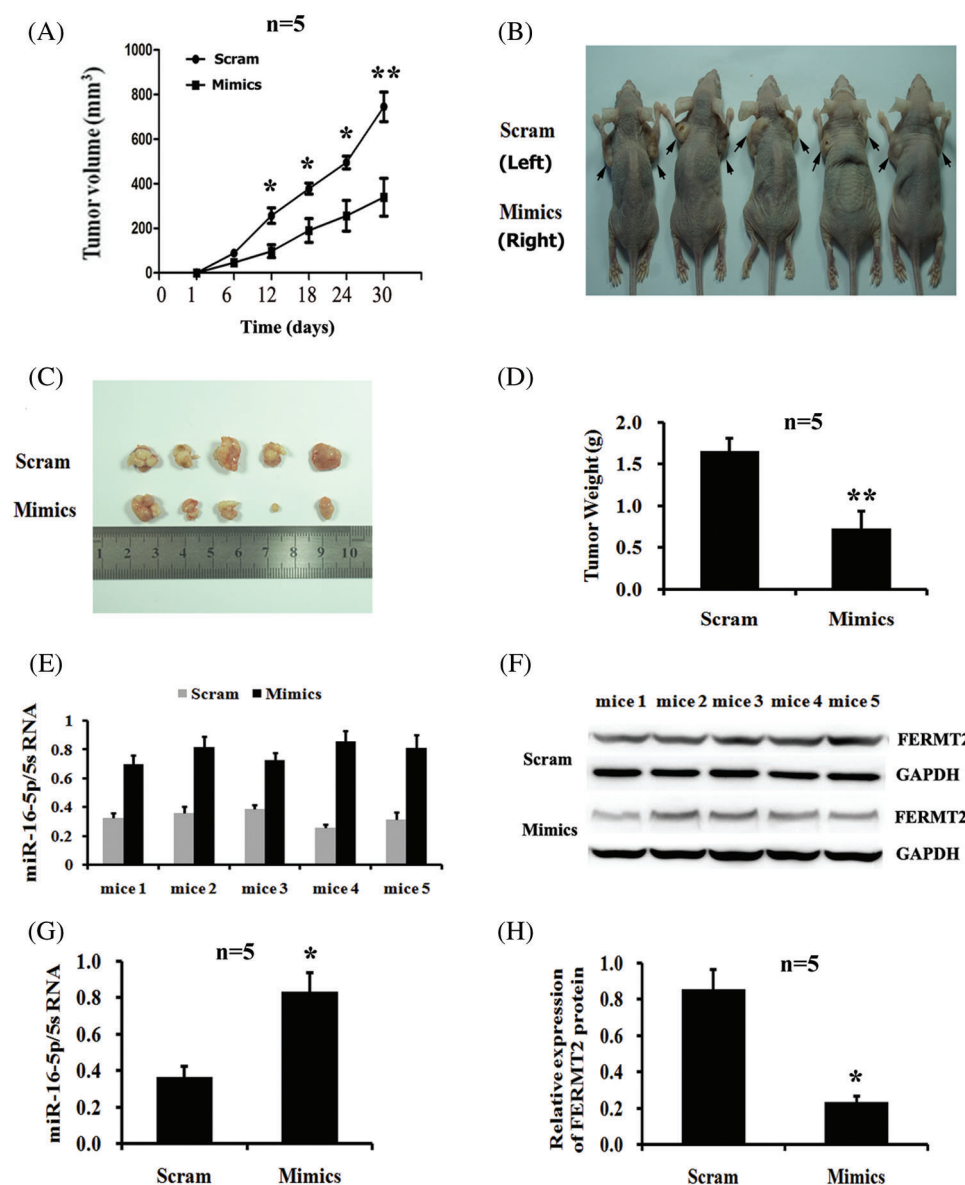 (A)
n=5
Tumor volume (mm³)
1000
800
600
400
200
0
Scram
Mimics
*
*
*
**
0 1 6 12 18 24 30
Time (days)
(B)
Scram
(Left)
Mimics
(Right)
(C)
Scram
Mimics
1 2 3 4 5 6 7 8 9 10
(D)
n=5
Tumor Weight (g)
2.0
1.5
1.0
0.5
0.0
**
Scram Mimics
(E)
Scram Mimics
miR-16-5p/5s RNA
1
0.8
0.6
0.4
0.2
0
mice 1 mice 2 mice 3 mice 4 mice 5
(F)
mice 1 mice 2 mice 3 mice 4 mice 5
Scram
FERMT2
GAPDH
Mimics
FERMT2
GAPDH
(G)
n=5
miR-16-5p/5s RNA
1.0
0.8
0.6
0.4
0.2
0.0
*
Scram Mimics
(H)
n=5
Relative expression
of FERMT2 protein
1.0
0.8
0.6
0.4
0.2
0.0
*
Scram Mimics